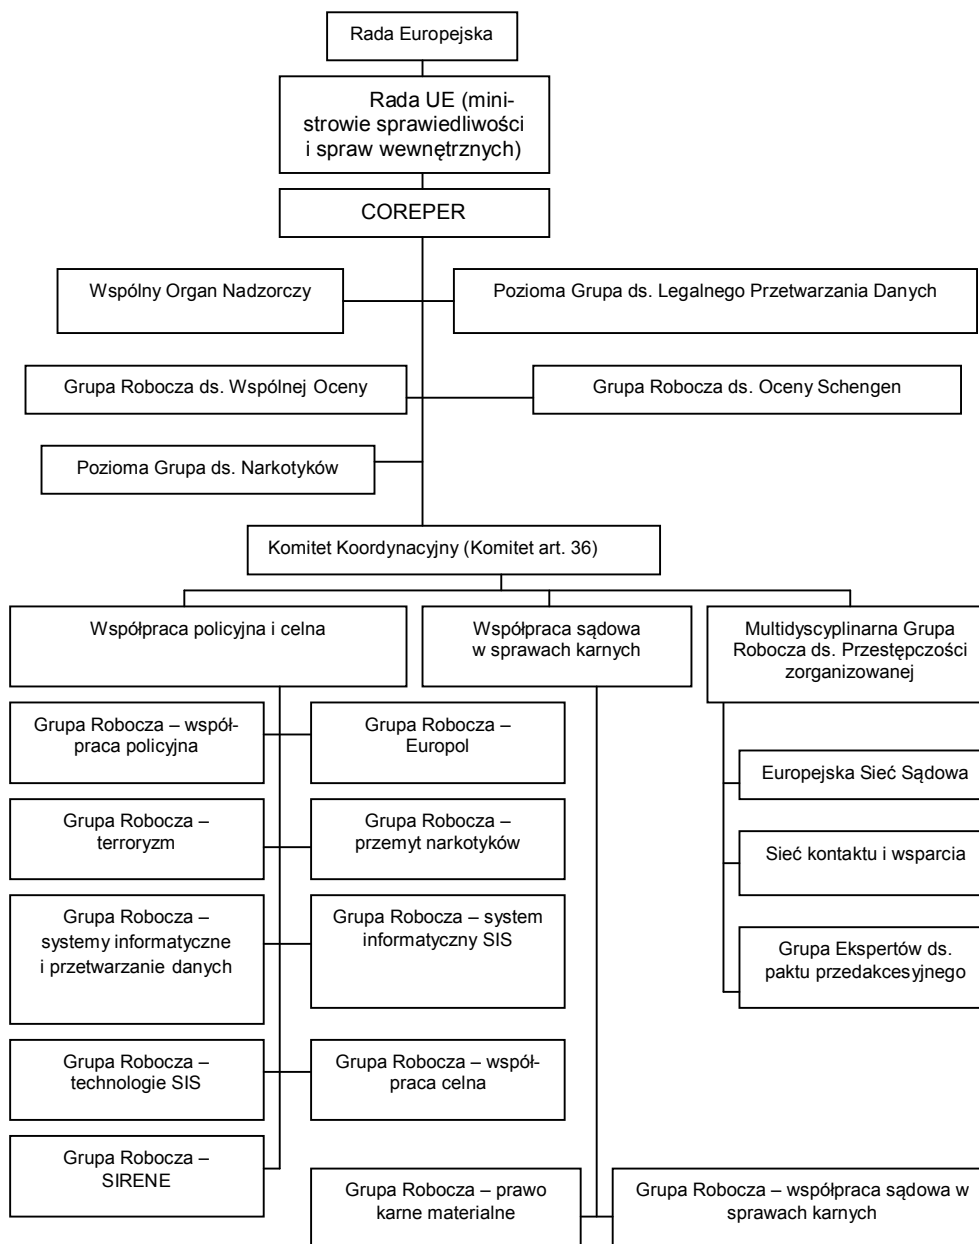 Rada Europejska
Rada UE (mini-
strowie sprawiedliwości
i spraw wewnętrznych)
COREPER
Wspólny Organ Nadzorczy
Pozioma Grupa ds. Legalnego Przetwarzania Danych
Grupa Robocza ds. Wspólnej Oceny
Grupa Robocza ds. Oceny Schengen
Pozioma Grupa ds. Narkotyków
Komitet Koordynacyjny (Komitet art. 36)
Współpraca policyjna i celna
Współpraca sądowa
w sprawach karnych
Multidyscyplinarna Grupa
Robocza ds. Przestępczości
zorganizowanej
Grupa Robocza – współ-
praca policyjna
Grupa Robocza –
Europol
Europejska Sieć Sądowa
Grupa Robocza –
terroryzm
Grupa Robocza –
przemyt narkotyków
Sieć kontaktu i wsparcia
Grupa Robocza –
systemy informatyczne
i przetwarzanie danych
Grupa Robocza – system
informatyczny SIS
Grupa Ekspertów ds.
paktu przedakcesyjnego
Grupa Robocza –
technologie SIS
Grupa Robocza – współ-
praca celna
Grupa Robocza –
SIRENE
Grupa Robocza – prawo
karne materialne
Grupa Robocza – współpraca sądowa w
sprawach karnych